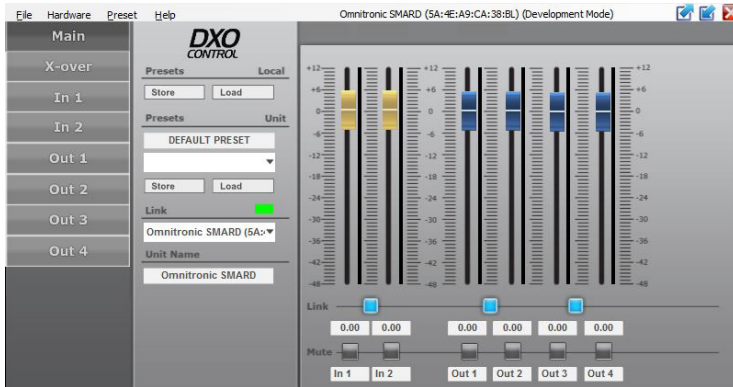 File Hardware Preset Help Omnitronic SMARD (5A:4E:A9:CA:38:BL) (Development Mode)
Main
X-over
In 1
In 2
Out 1
Out 2
Out 3
Out 4
DXO
CONTROL
Presets Local
Store Load
Presets Unit
DEFAULT PRESET
Store Load
Link
Omnitronic SMARD (5A:
Unit Name
Omnitronic SMARD
+12 +12 +12
+6 +6 +6
0 0 0
-6 -6 -6
-12 -12 -12
-18 -18 -18
-24 -24 -24
-30 -30 -30
-36 -36 -36
-42 -42 -42
-48 -48 -48
Link
0.00 0.00 0.00 0.00 0.00 0.00
Mute
In 1 In 2 Out 1 Out 2 Out 3 Out 4